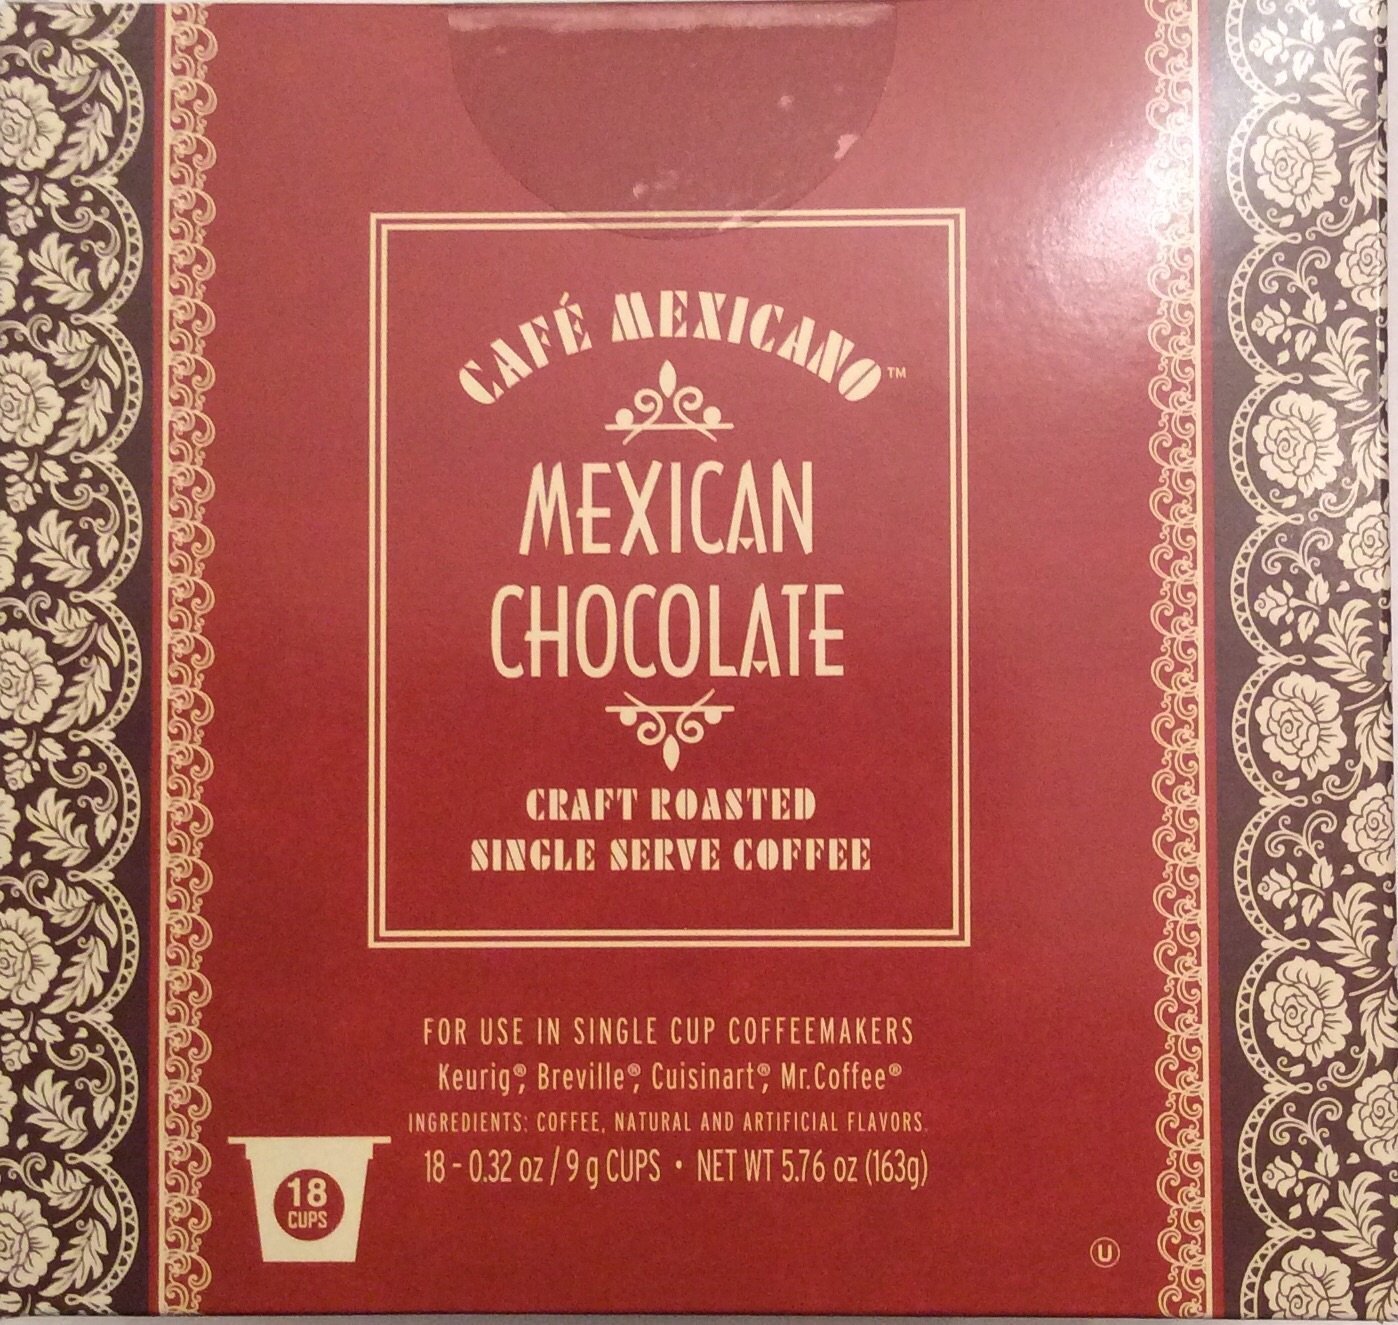 CAFÉ MEXICANO™
MEXICAN
CHOCOLATE
CRAFT ROASTED
SINGLE SERVE COFFEE
FOR USE IN SINGLE CUP COFFEEMAKERS
Keurig®, Breville®, Cuisinart®, Mr.Coffee®
INGREDIENTS: COFFEE, NATURAL AND ARTIFICIAL FLAVORS.
18 - 0.32 oz / 9 g CUPS • NET WT 5.76 oz (163g)
18
CUPS
U